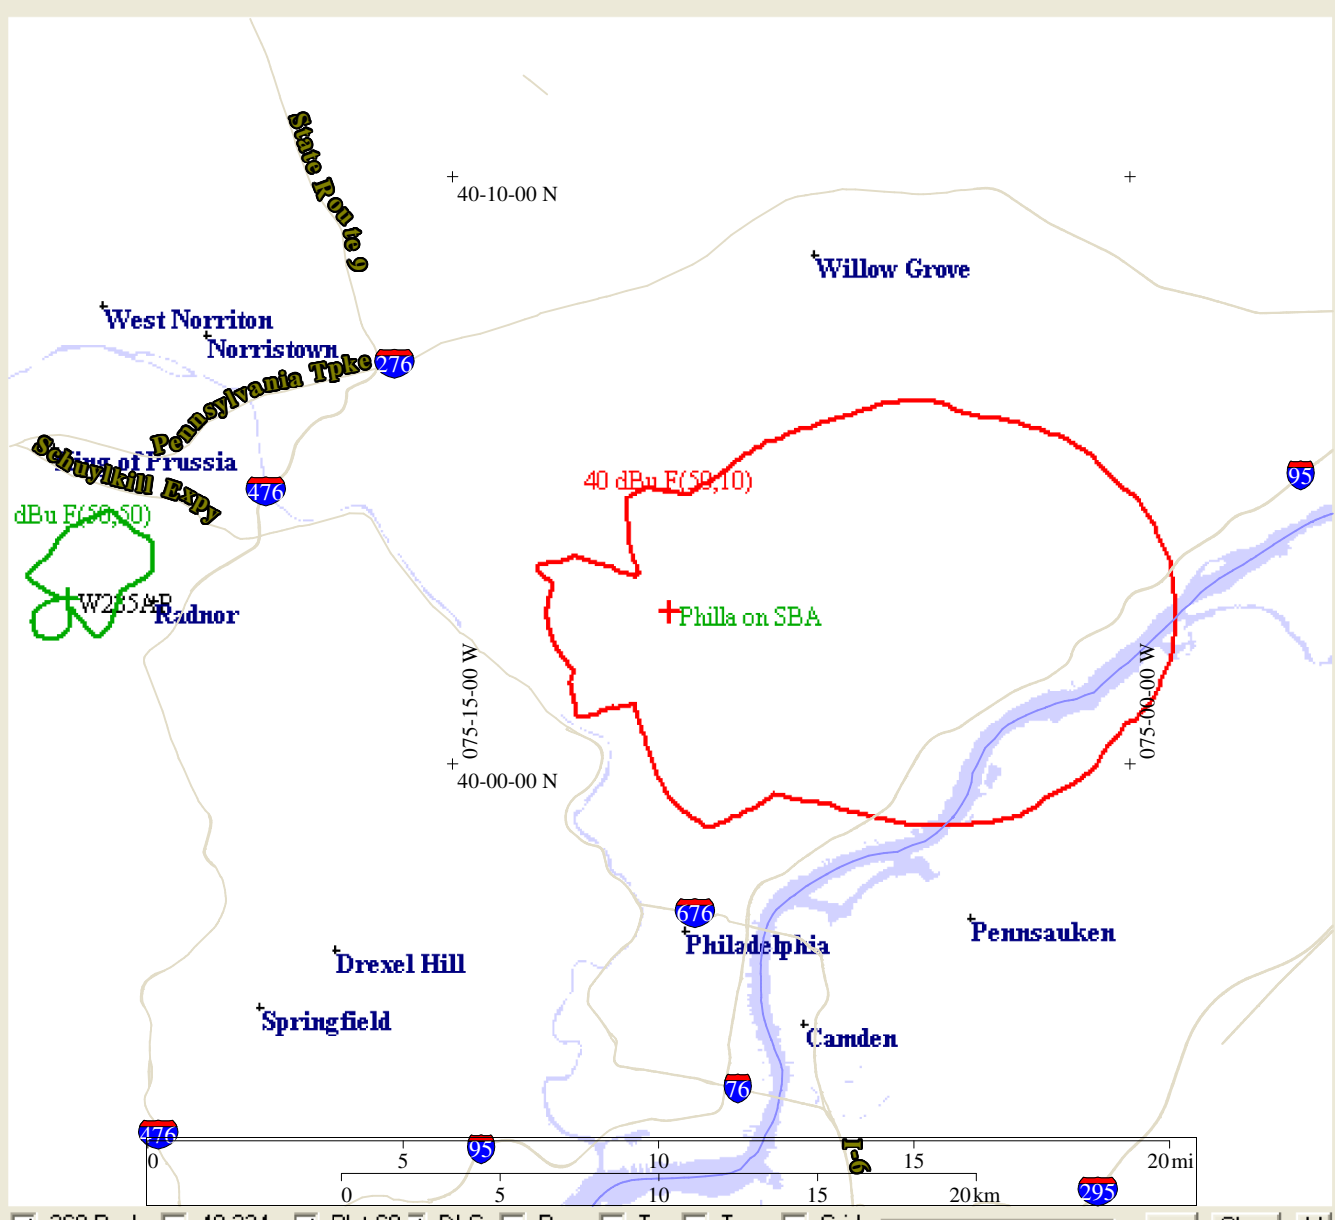 State Route 9
40-10-00 N
Willow Grove
West Norriton
Norristown
276
Pennsylvania Tpke
Schuylkill Expy
King of Prussia
476
95
40 dBu F(50,10)
dBu F(50,50)
Radnor
Philla on SBA
075-15-00 W
075-00-00 W
40-00-00 N
676
Philadelphia
Pennsauken
Drexel Hill
Springfield
Camden
76
476
95
I-6
295
0 5 10 15 20 mi
0 5 10 15 20 km